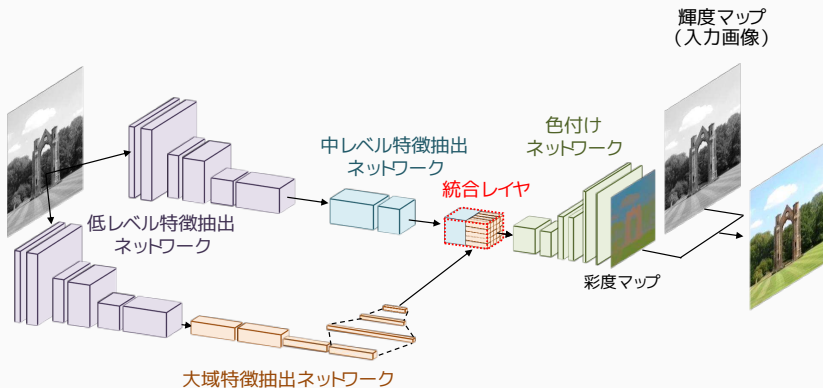 輝度マップ
(入力画像)
色付け
ネットワーク
中レベル特徴抽出
ネットワーク
統合レイヤ
低レベル特徴抽出
ネットワーク
彩度マップ
大域特徴抽出ネットワーク